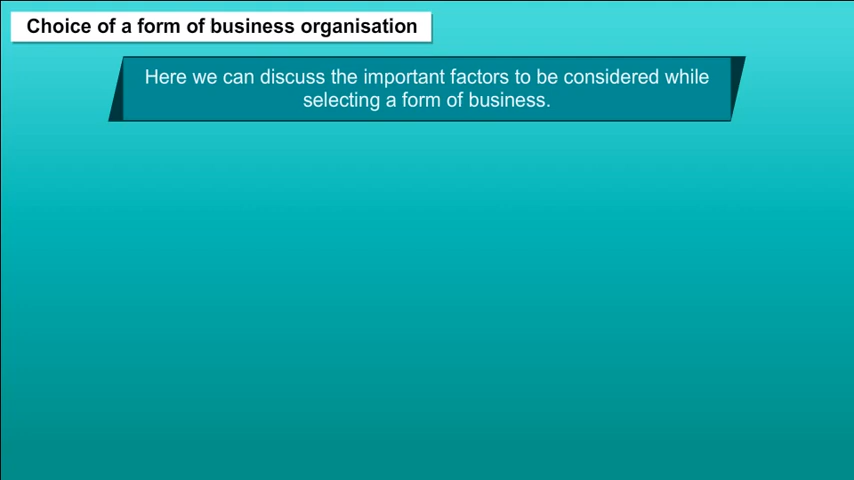 Choice of a form of business organisation
Here we can discuss the important factors to be considered while
selecting a form of business.